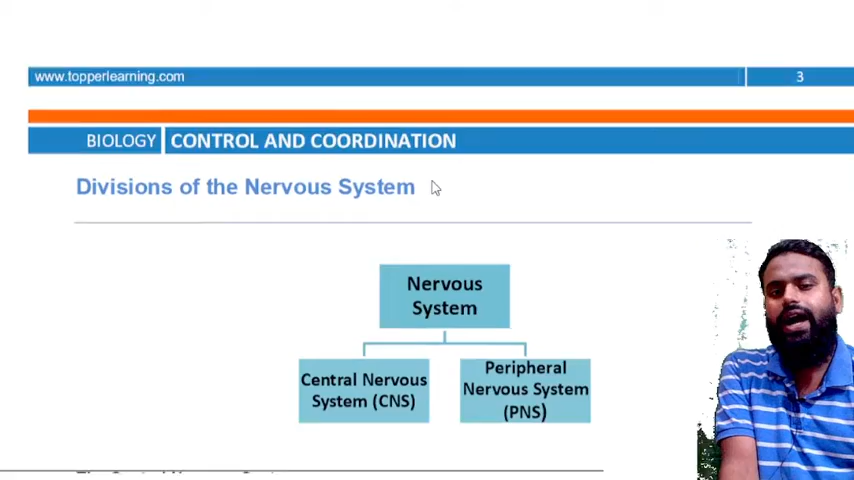 www.topperlearning.com 3
BIOLOGY CONTROL AND COORDINATION
Divisions of the Nervous System
Nervous
System
Central Nervous
System (CNS)
Peripheral
Nervous System
(PNS)